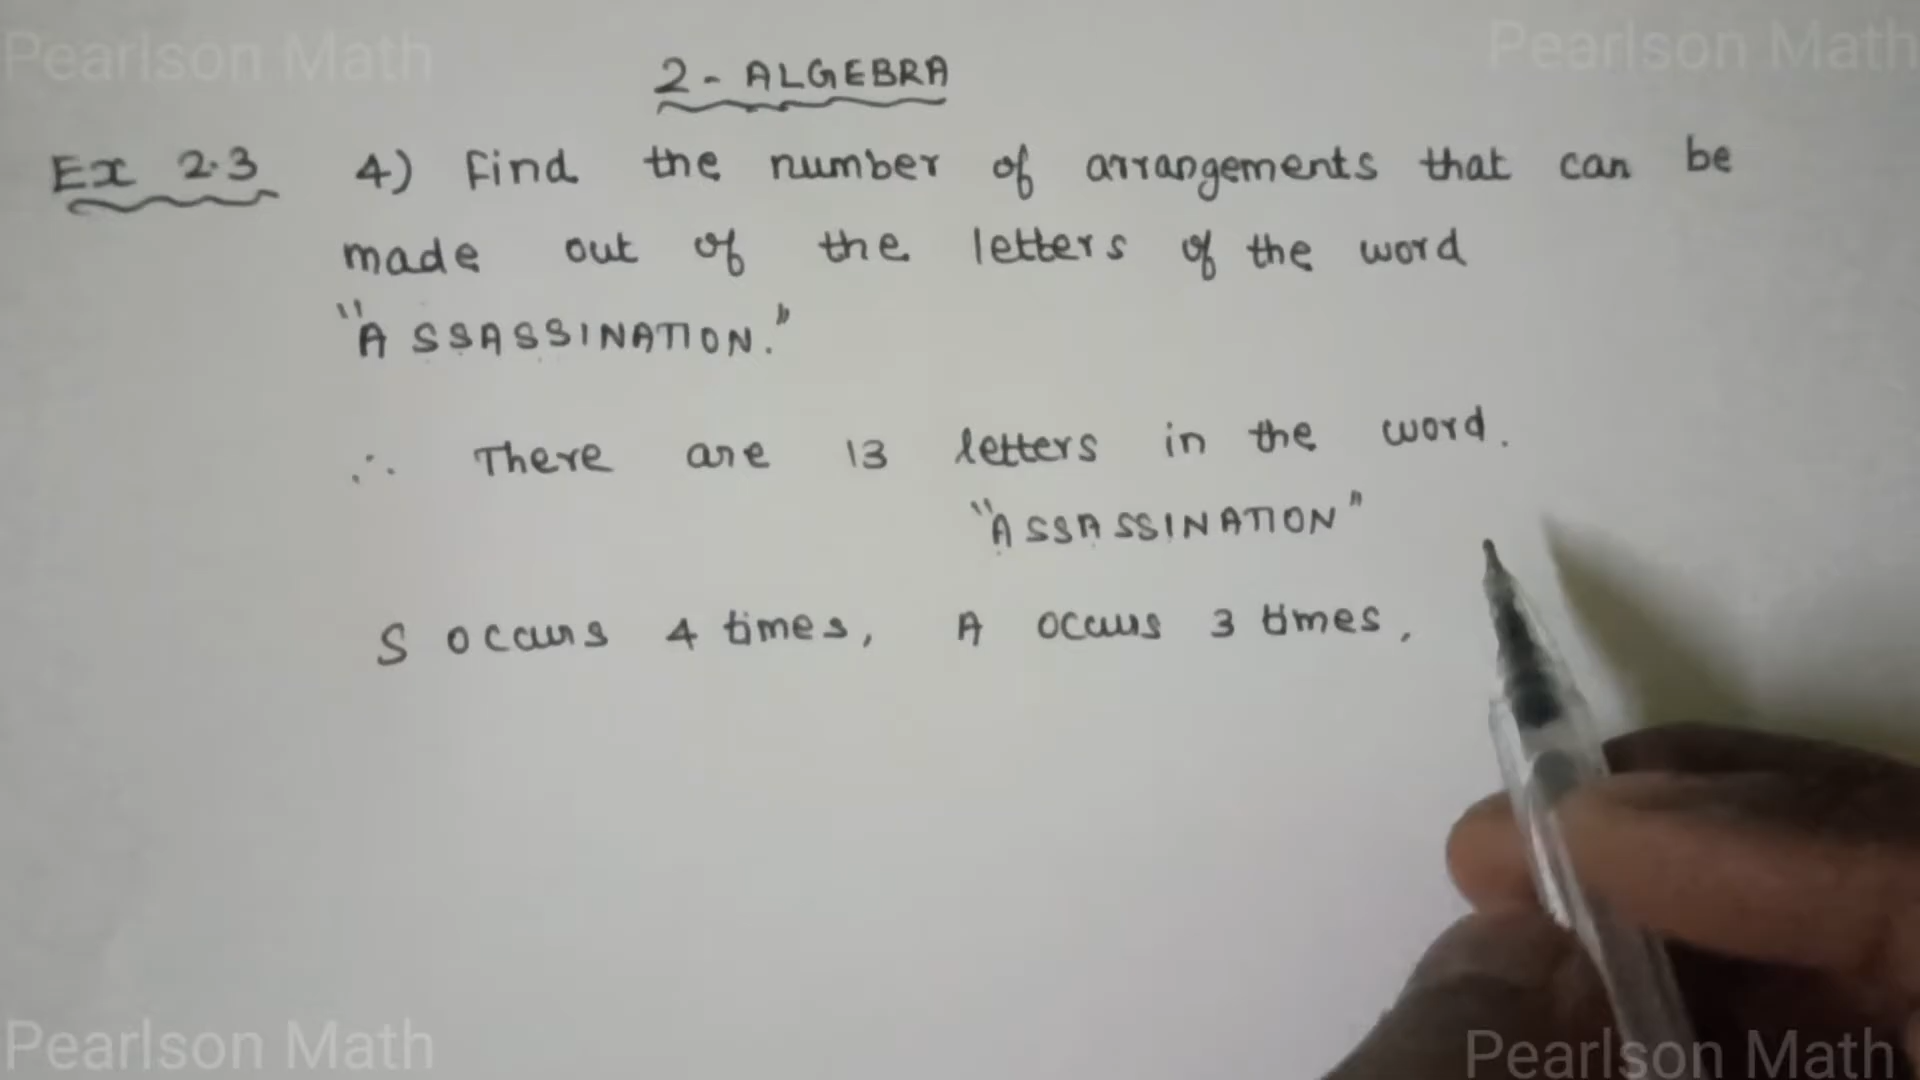 Pearlson Math
Pearlson Math
2 - ALGEBRA
Ex 2.3 4) Find the number of arrangements that can be
made out of the letters of the word
"ASSASSINATION."
∴ There are 13 letters in the word.
"ASSASSINATION"
S occurs 4 times, A occurs 3 times,
Pearlson Math
Pearlson Math